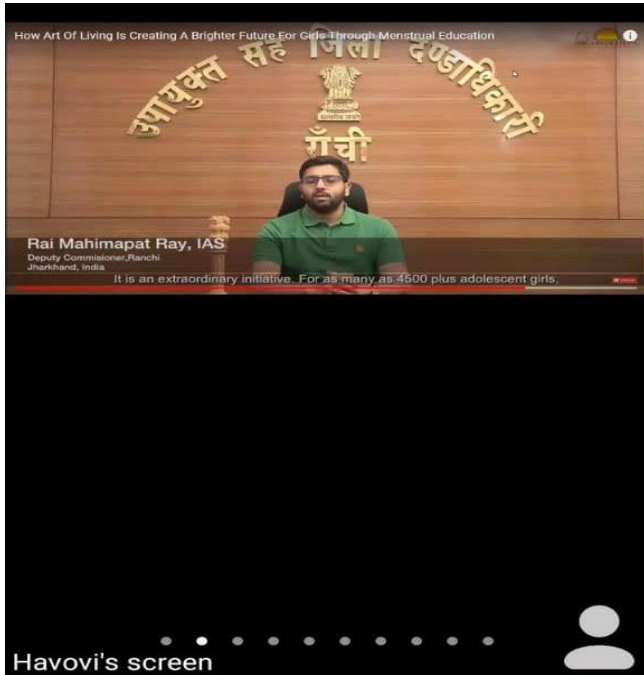 How Art Of Living Is Creating A Brighter Future For Girls Through Menstrual Education
उपायुक्त सह जिला दण्डाधिकारी
राँची
Rai Mahimapat Ray, IAS
Deputy Commisioner,Ranchi
Jharkhand, India
It is an extraordinary initiative. For as many as 4500 plus adolescent girls,
Havovi's screen